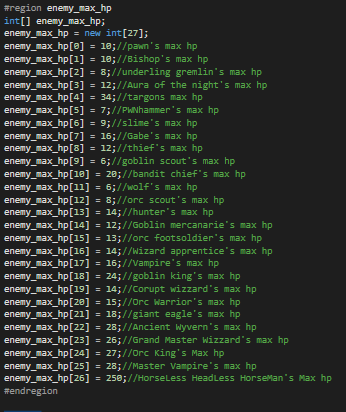 #region enemy_max_hp
int[] enemy_max_hp;
enemy_max_hp = new int[27];
enemy_max_hp[0] = 10;//pawn's max hp
enemy_max_hp[1] = 10;//Bishop's max hp
enemy_max_hp[2] = 8;//underling gremlin's max hp
enemy_max_hp[3] = 12;//Aura of the night's max hp
enemy_max_hp[4] = 34;//targons max hp
enemy_max_hp[5] = 7;//PWNhammer's max hp
enemy_max_hp[6] = 9;//slime's max hp
enemy_max_hp[7] = 16;//Gabe's max hp
enemy_max_hp[8] = 12;//thief's max hp
enemy_max_hp[9] = 6;//goblin scout's max hp
enemy_max_hp[10] = 20;//bandit chief's max hp
enemy_max_hp[11] = 6;//wolf's max hp
enemy_max_hp[12] = 8;//orc scout's max hp
enemy_max_hp[13] = 14;//hunter's max hp
enemy_max_hp[14] = 12;//Goblin mercanarie's max hp
enemy_max_hp[15] = 13;//orc footsoldier's max hp
enemy_max_hp[16] = 14;//Wizard apprentice's max hp
enemy_max_hp[17] = 16;//Vampire's max hp
enemy_max_hp[18] = 24;//goblin king's max hp
enemy_max_hp[19] = 14;//Corupt wizzard's max hp
enemy_max_hp[20] = 15;//Orc Warrior's max hp
enemy_max_hp[21] = 18;//giant eagle's max hp
enemy_max_hp[22] = 28;//Ancient Wyvern's max hp
enemy_max_hp[23] = 26;//Grand Master Wizzard's max hp
enemy_max_hp[24] = 27;//Orc King's Max hp
enemy_max_hp[25] = 28;//Master Vampire's max hp
enemy_max_hp[26] = 250;//HorseLess HeadLess HorseMan's Max hp
#endregion